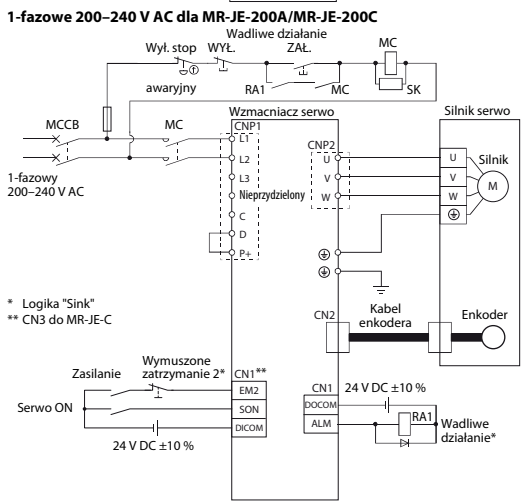 1-fazowe 200–240 V AC dla MR-JE-200A/MR-JE-200C
Wadliwe działanie
Wył. stop
WYŁ.
ZAŁ.
MC
awaryjny
RA1
MC
SK
MCCB
MC
Wzmacniacz serwo
Silnik serwo
CNP1
L1
L2
L3
Nieprzydzielony
C
D
P+
CNP2
U
V
W
U
V
W
Silnik
M
1-fazowy
200–240 V AC
* Logika "Sink"
** CN3 do MR-JE-C
CN2
Kabel
enkodera
Enkoder
Wymuszone
zatrzymanie 2*
Zasilanie
CN1**
EM2
SON
DICOM
Serwo ON
24 V DC ±10 %
CN1
24 V DC ±10 %
DOCOM
ALM
RA1
Wadliwe
działanie*